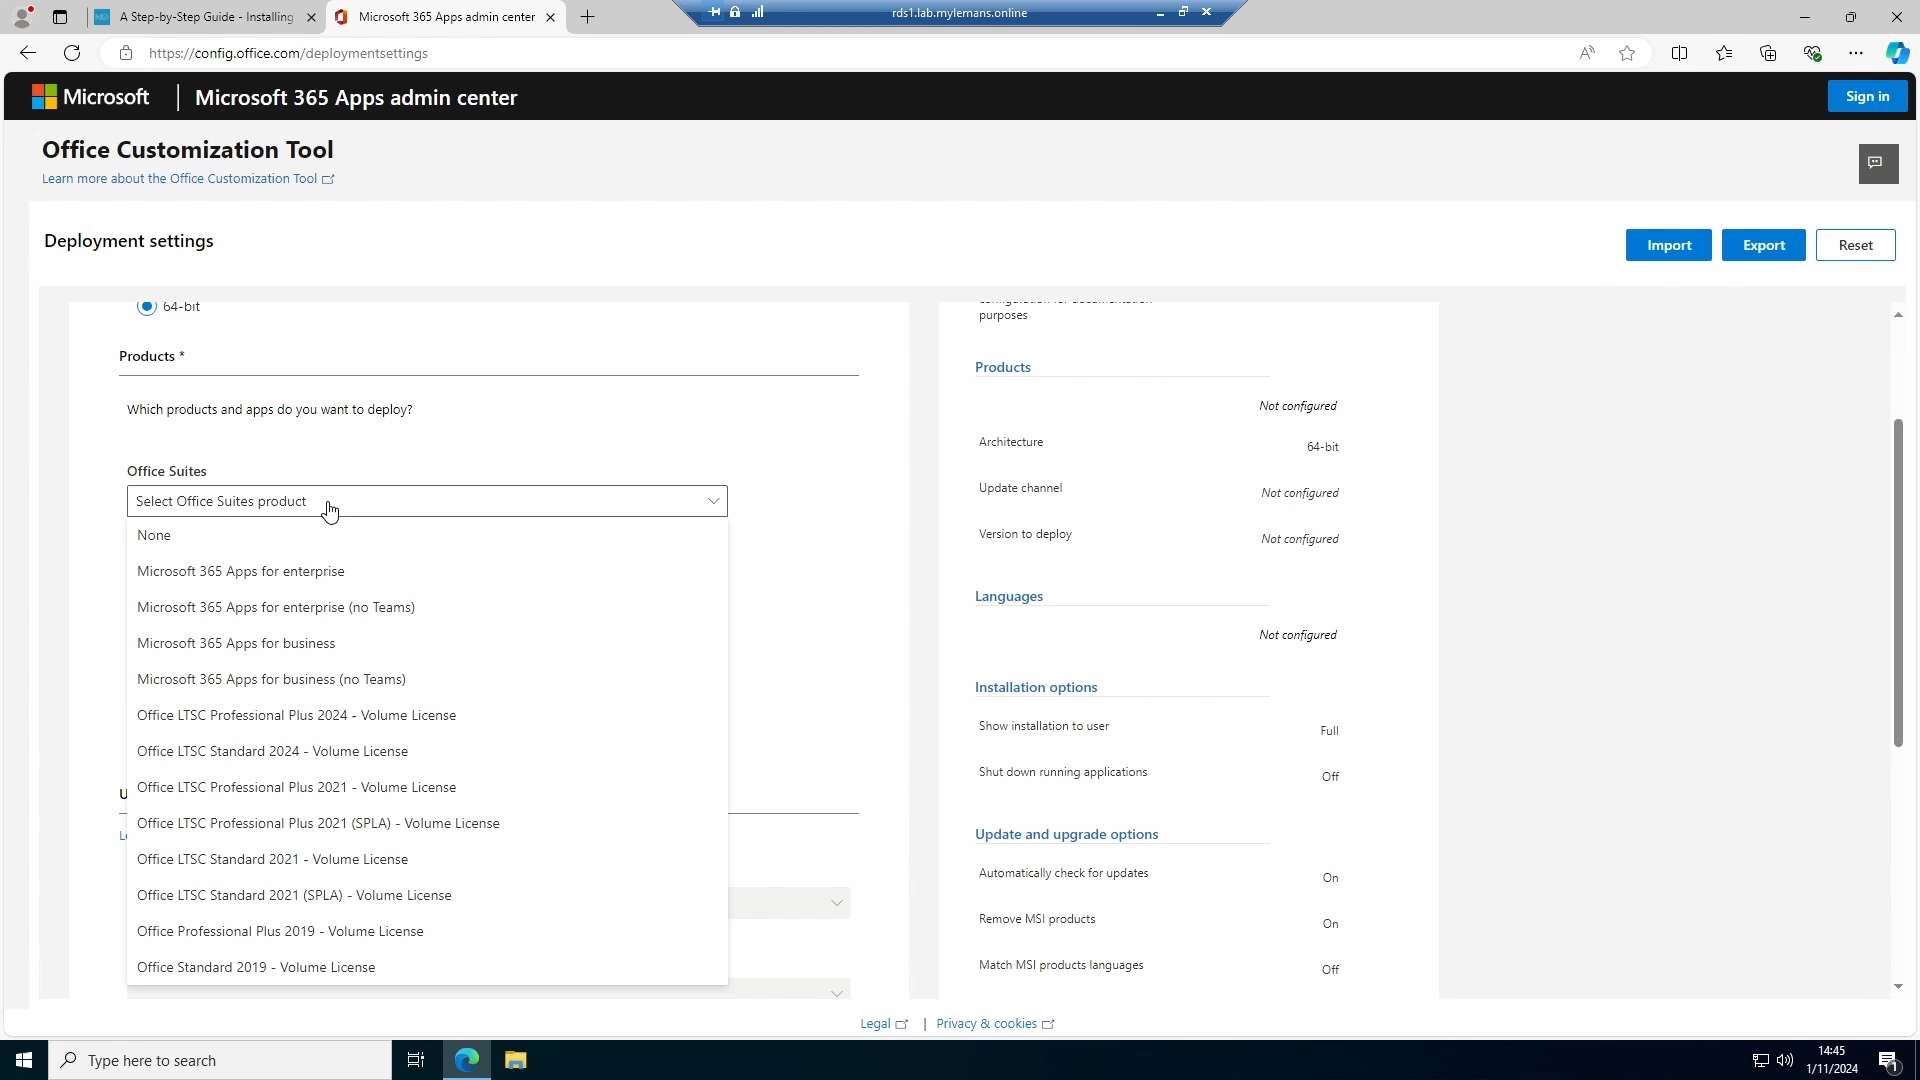 A Step-by-Step Guide - Installing
Microsoft 365 Apps admin center
rds1.lab.mylemans.online
https://config.office.com/deploymentsettings
Microsoft
Microsoft 365 Apps admin center
Sign in
Office Customization Tool
Learn more about the Office Customization Tool
Deployment settings
Import
Export
Reset
64-bit
Products *
Which products and apps do you want to deploy?
Office Suites
Select Office Suites product
None
Microsoft 365 Apps for enterprise
Microsoft 365 Apps for enterprise (no Teams)
Microsoft 365 Apps for business
Microsoft 365 Apps for business (no Teams)
Office LTSC Professional Plus 2024 - Volume License
Office LTSC Standard 2024 - Volume License
Office LTSC Professional Plus 2021 - Volume License
Office LTSC Professional Plus 2021 (SPLA) - Volume License
Office LTSC Standard 2021 - Volume License
Office LTSC Standard 2021 (SPLA) - Volume License
Office Professional Plus 2019 - Volume License
Office Standard 2019 - Volume License
purposes
Products
Not configured
Architecture
64-bit
Update channel
Not configured
Version to deploy
Not configured
Languages
Not configured
Installation options
Show installation to user
Full
Shut down running applications
Off
Update and upgrade options
Automatically check for updates
On
Remove MSI products
On
Match MSI products languages
Off
Legal
|
Privacy & cookies
Type here to search
14:45
1/11/2024
1